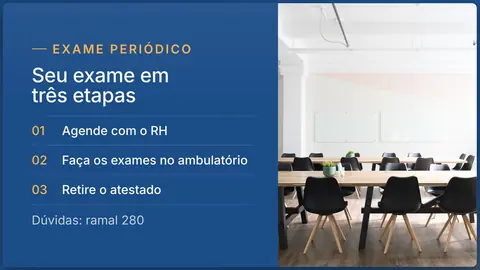 EXAME PERIÓDICO
Seu exame em
três etapas
01 Agende com o RH
02 Faça os exames no ambulatório
03 Retire o atestado
Dúvidas: ramal 280